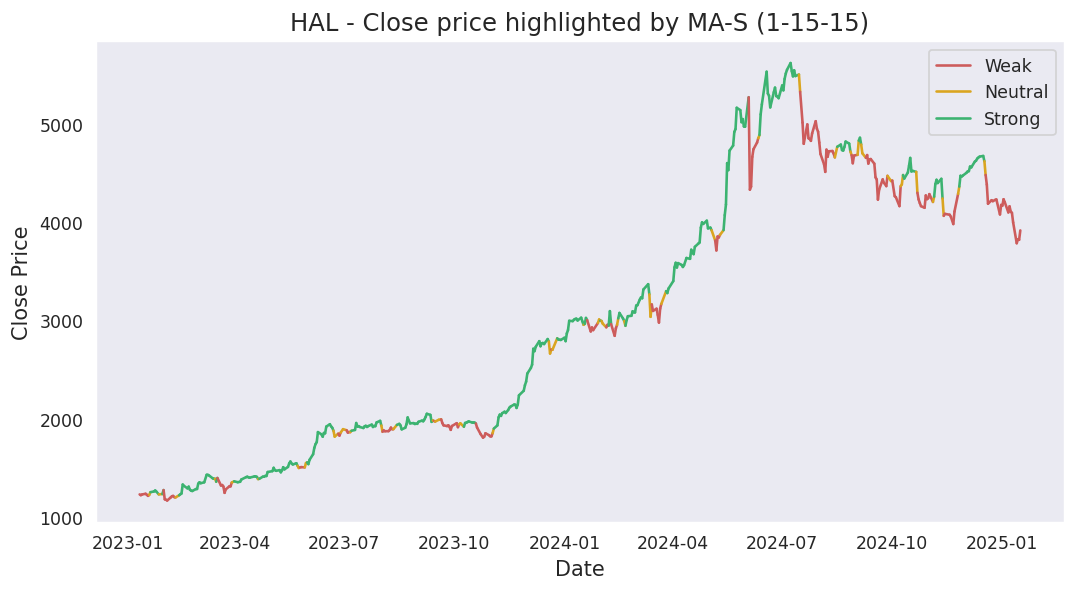 HAL - Close price highlighted by MA-S (1-15-15)
Weak
Neutral
Strong
Close Price
5000
4000
3000
2000
1000
2023-01 2023-04 2023-07 2023-10 2024-01 2024-04 2024-07 2024-10 2025-01
Date